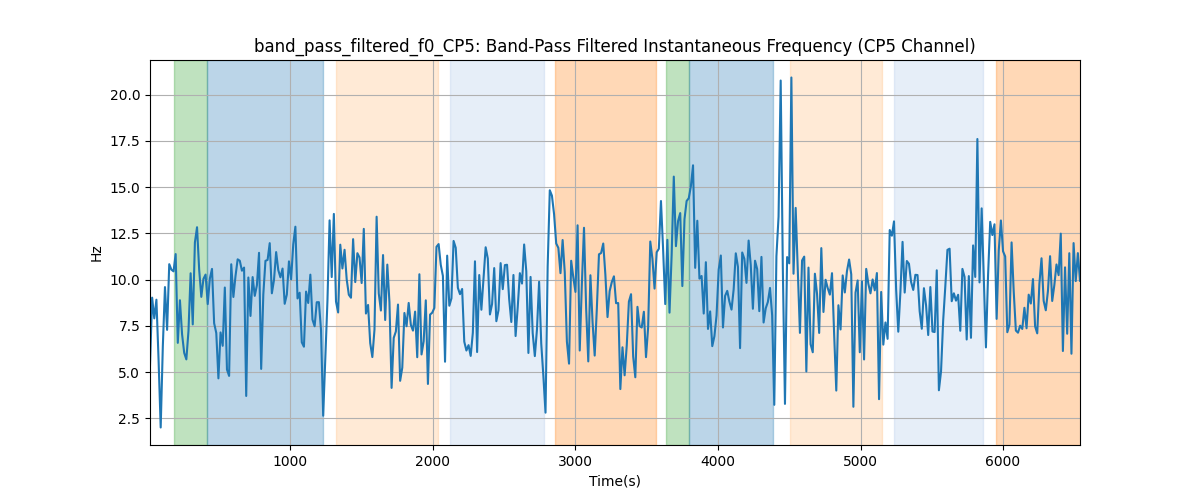 band_pass_filtered_f0_CP5: Band-Pass Filtered Instantaneous Frequency (CP5 Channel)
20.0
17.5
15.0
12.5
10.0
7.5
5.0
2.5
Hz
1000 2000 3000 4000 5000 6000
Time(s)